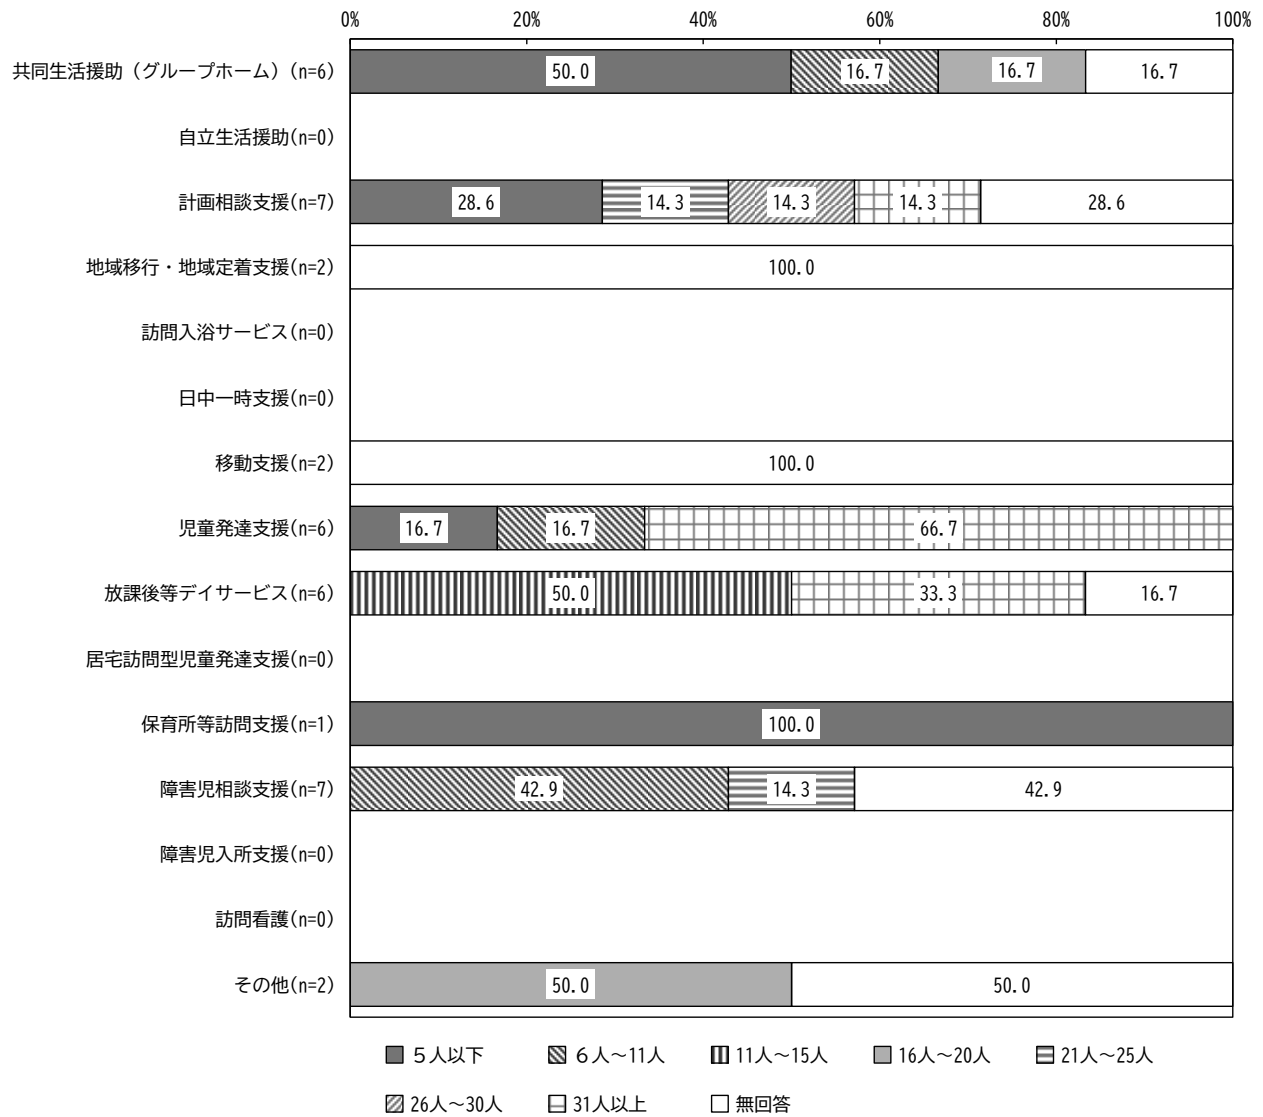 0% 20% 40% 60% 80% 100%
共同生活援助（グループホーム）(n=6) 50.0 16.7 16.7 16.7
自立生活援助(n=0)
計画相談支援(n=7) 28.6 14.3 14.3 14.3 28.6
地域移行・地域定着支援(n=2) 100.0
訪問入浴サービス(n=0)
日中一時支援(n=0)
移動支援(n=2) 100.0
児童発達支援(n=6) 16.7 16.7 66.7
放課後等デイサービス(n=6) 50.0 33.3 16.7
居宅訪問型児童発達支援(n=0)
保育所等訪問支援(n=1) 100.0
障害児相談支援(n=7) 42.9 14.3 42.9
障害児入所支援(n=0)
訪問看護(n=0)
その他(n=2) 50.0 50.0
５人以下 ６人～11人 11人～15人 16人～20人 21人～25人
26人～30人 31人以上 無回答